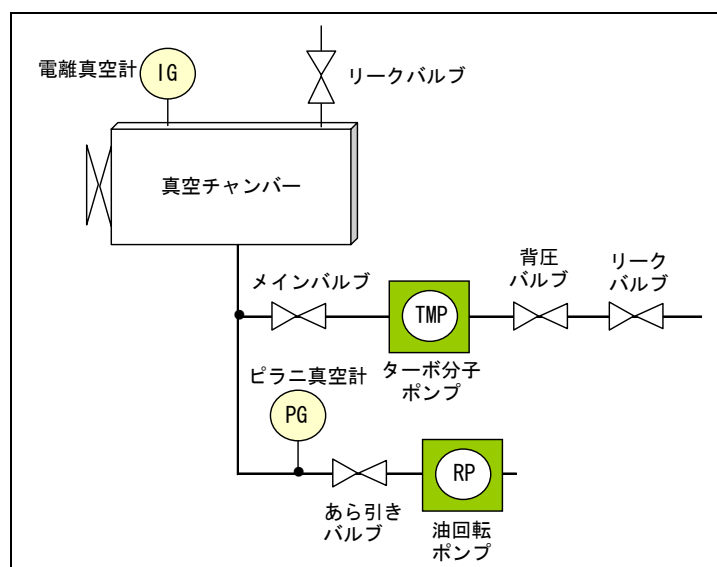 電離真空計
IG
リークバルブ
真空チャンバー
メインバルブ
TMP
ターボ分子
ポンプ
背圧
バルブ
リーク
バルブ
ピラニ真空計
PG
あら引き
バルブ
RP
油回転
ポンプ